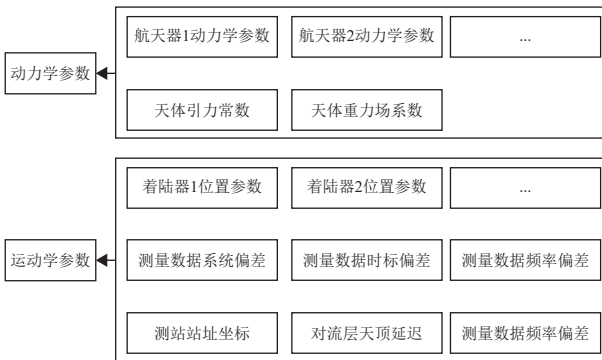 航天器1动力学参数
航天器2动力学参数
...
动力学参数
天体引力常数
天体重力场系数
着陆器1位置参数
着陆器2位置参数
...
运动学参数
测量数据系统偏差
测量数据时标偏差
测量数据频率偏差
测站站址坐标
对流层天顶延迟
测量数据频率偏差